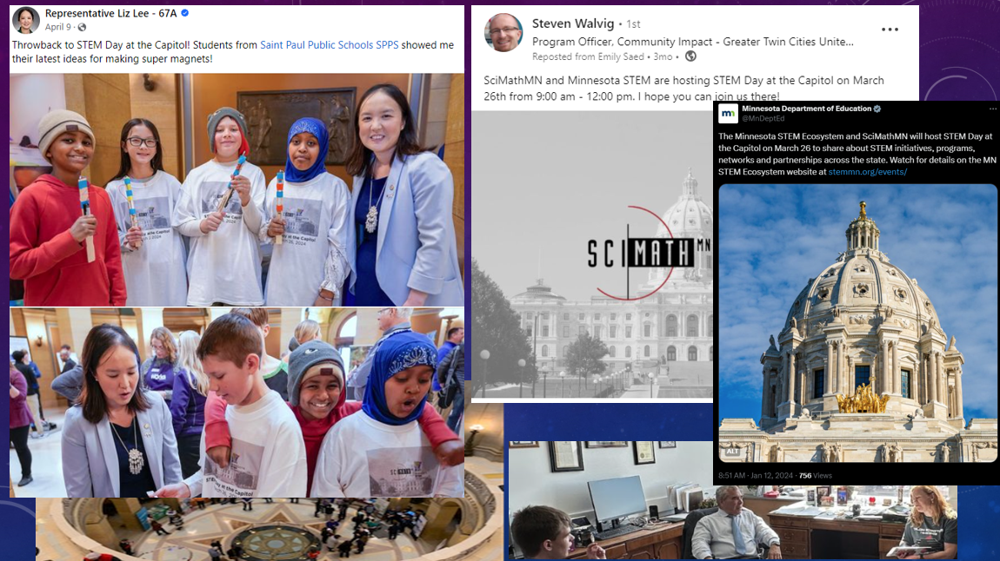 Representative Liz Lee - 67A
April 9 ·
Throwback to STEM Day at the Capitol! Students from Saint Paul Public Schools SPPS showed me
their latest ideas for making super magnets!
Steven Walvig • 1st
Program Officer, Community Impact - Greater Twin Cities Unite...
Reposted from Emily Saed • 3mo •
SciMathMN and Minnesota STEM are hosting STEM Day at the Capitol on March
26th from 9:00 am - 12:00 pm. I hope you can join us there!
SCIMATHMN
mn
Minnesota Department of Education
@MnDeptEd
The Minnesota STEM Ecosystem and SciMathMN will host STEM Day at
the Capitol on March 26 to share about STEM initiatives, programs,
networks and partnerships across the state. Watch for details on the MN
STEM Ecosystem website at stemmn.org/events/
ALT
8:51 AM · Jan 12, 2024 · 756 Views